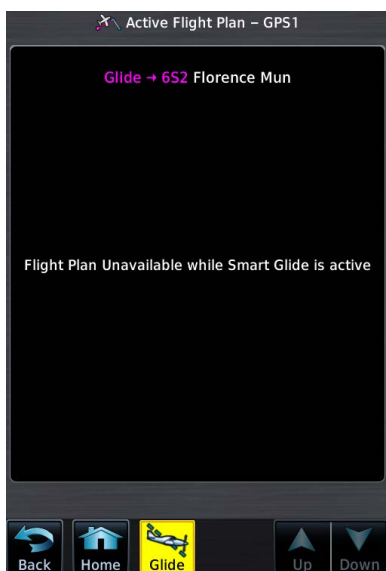 Active Flight Plan – GPS1
Glide → 6S2 Florence Mun
Flight Plan Unavailable while Smart Glide is active
Back
Home
Glide
Up
Down